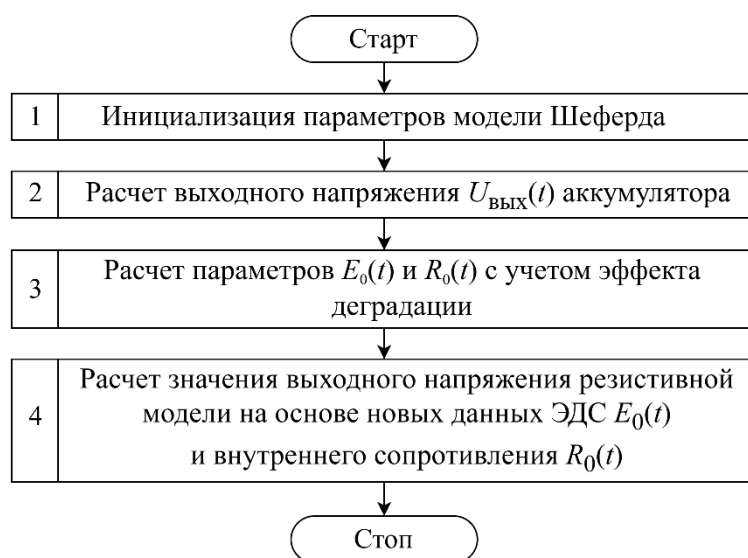 Старт
1 Инициализация параметров модели Шеферда
2 Расчет выходного напряжения U_вых(t) аккумулятора
3 Расчет параметров E₀(t) и R₀(t) с учетом эффекта
деградации
4 Расчет значения выходного напряжения резистивной
модели на основе новых данных ЭДС E₀(t)
и внутреннего сопротивления R₀(t)
Стоп